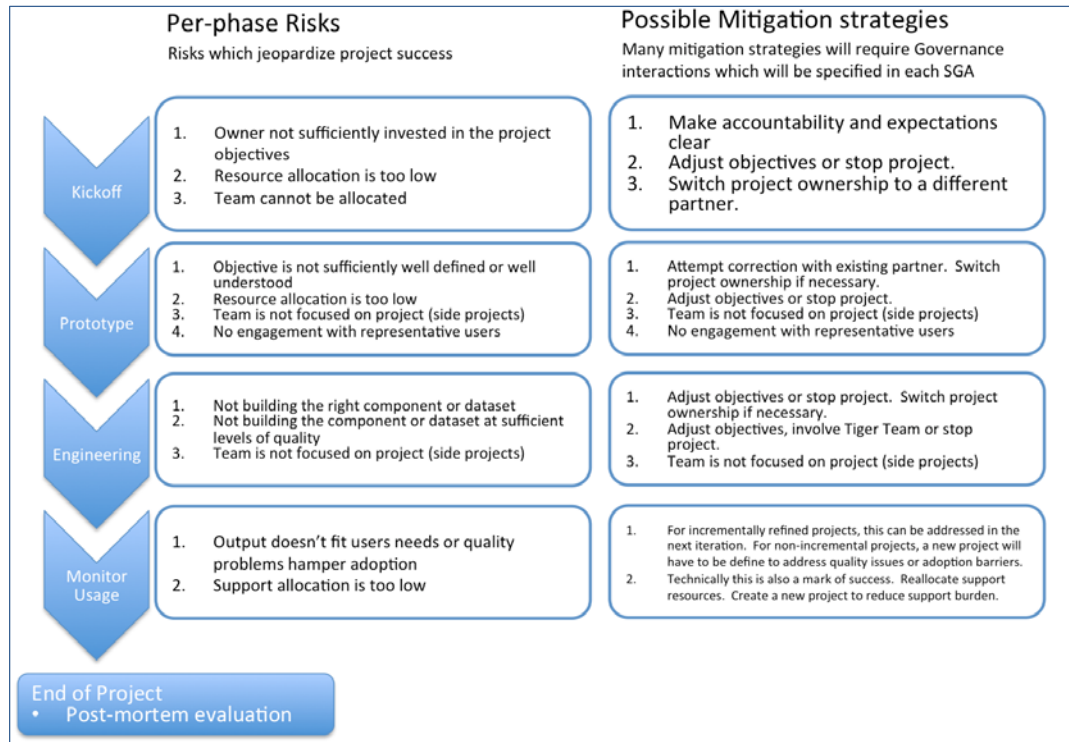 Per-phase Risks
Risks which jeopardize project success
Possible Mitigation strategies
Many mitigation strategies will require Governance
interactions which will be specified in each SGA
Kickoff
1. Owner not sufficiently invested in the project
objectives
2. Resource allocation is too low
3. Team cannot be allocated
1. Make accountability and expectations
clear
2. Adjust objectives or stop project.
3. Switch project ownership to a different
partner.
Prototype
1. Objective is not sufficiently well defined or well
understood
2. Resource allocation is too low
3. Team is not focused on project (side projects)
4. No engagement with representative users
1. Attempt correction with existing partner. Switch
project ownership if necessary.
2. Adjust objectives or stop project.
3. Team is not focused on project (side projects)
4. No engagement with representative users
Engineering
1. Not building the right component or dataset
2. Not building the component or dataset at sufficient
levels of quality
3. Team is not focused on project (side projects)
1. Adjust objectives or stop project. Switch project
ownership if necessary.
2. Adjust objectives, involve Tiger Team or stop
project.
3. Team is not focused on project (side projects)
Monitor
Usage
1. Output doesn't fit users needs or quality
problems hamper adoption
2. Support allocation is too low
1. For incrementally refined projects, this can be addressed in the
next iteration. For non-incremental projects, a new project will
have to be define to address quality issues or adoption barriers.
2. Technically this is also a mark of success. Reallocate support
resources. Create a new project to reduce support burden.
End of Project
• Post-mortem evaluation